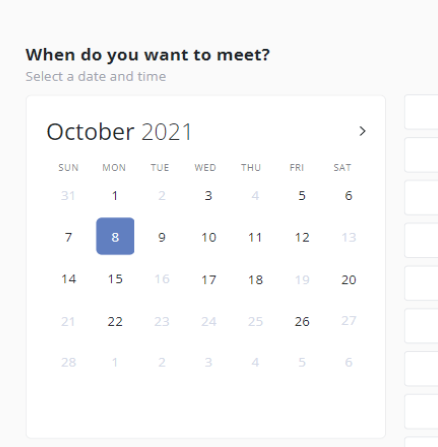 When do you want to meet?
Select a date and time
October 2021
SUN MON TUE WED THU FRI SAT
31 1 2 3 4 5 6
7 8 9 10 11 12 13
14 15 16 17 18 19 20
21 22 23 24 25 26 27
28 1 2 3 4 5 6